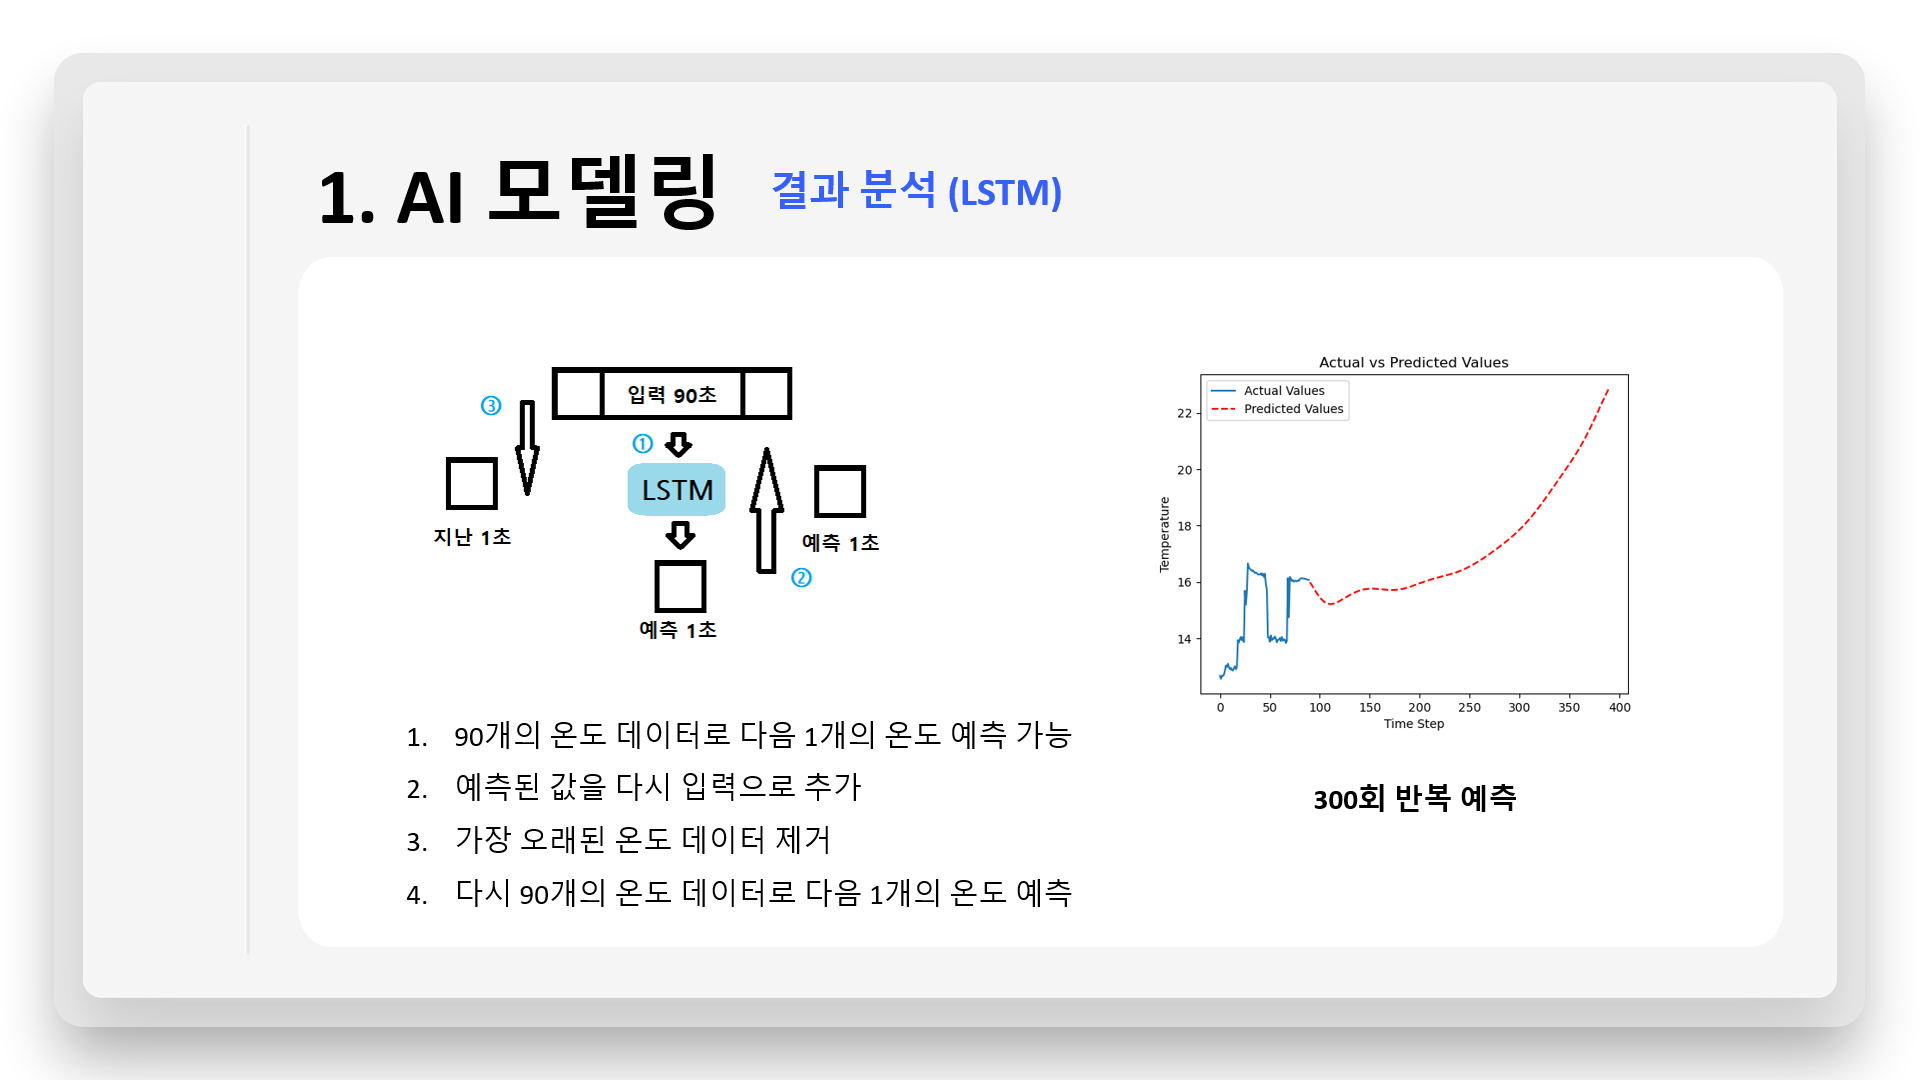 1. AI 모델링
결과 분석 (LSTM)
입력 90초
③
①
LSTM
지난 1초
예측 1초
②
예측 1초
1. 90개의 온도 데이터로 다음 1개의 온도 예측 가능
2. 예측된 값을 다시 입력으로 추가
3. 가장 오래된 온도 데이터 제거
4. 다시 90개의 온도 데이터로 다음 1개의 온도 예측
Actual vs Predicted Values
Actual Values
Predicted Values
22
20
18
16
14
Temperature
0 50 100 150 200 250 300 350 400
Time Step
300회 반복 예측